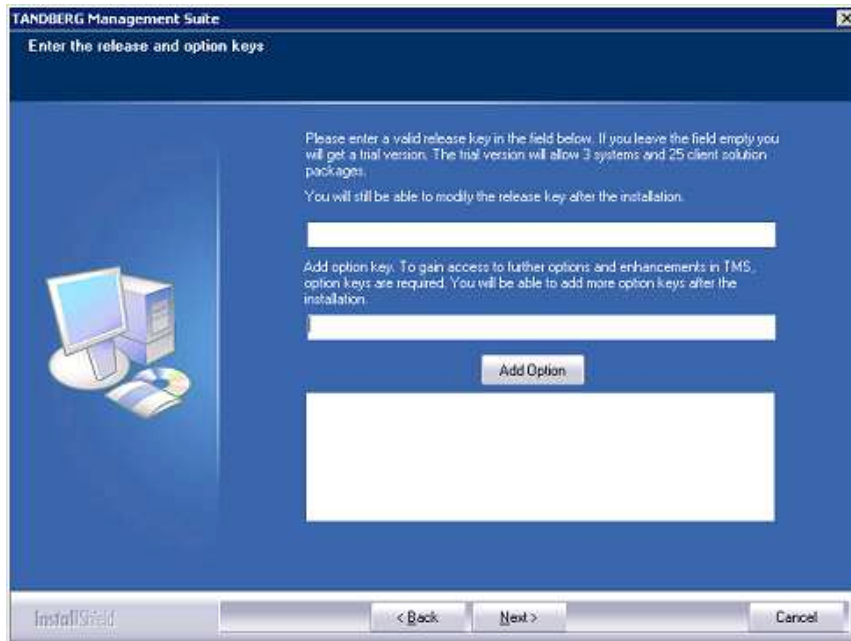 TANDBERG Management Suite
Enter the release and option keys
Please enter a valid release key in the field below. If you leave the field empty you
will get a trial version. The trial version will allow 3 systems and 25 client solution
packages.
You will still be able to modify the release key after the installation.
Add option key. To gain access to further options and enhancements in TMS,
option keys are required. You will be able to add more option keys after the
installation.
Add Option
InstallShield
< Back
Next >
Cancel